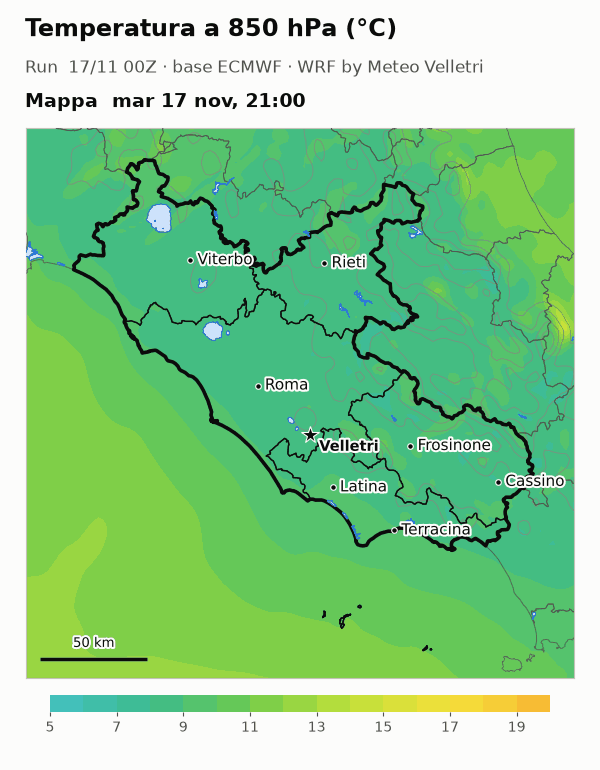 Temperatura a 850 hPa (°C)
Run  17/11 00Z · base ECMWF · WRF by Meteo Velletri
Mappa  mar 17 nov, 21:00
Viterbo
Rieti
Roma
Velletri
Frosinone
Latina
Cassino
Terracina
50 km
5 7 9 11 13 15 17 19